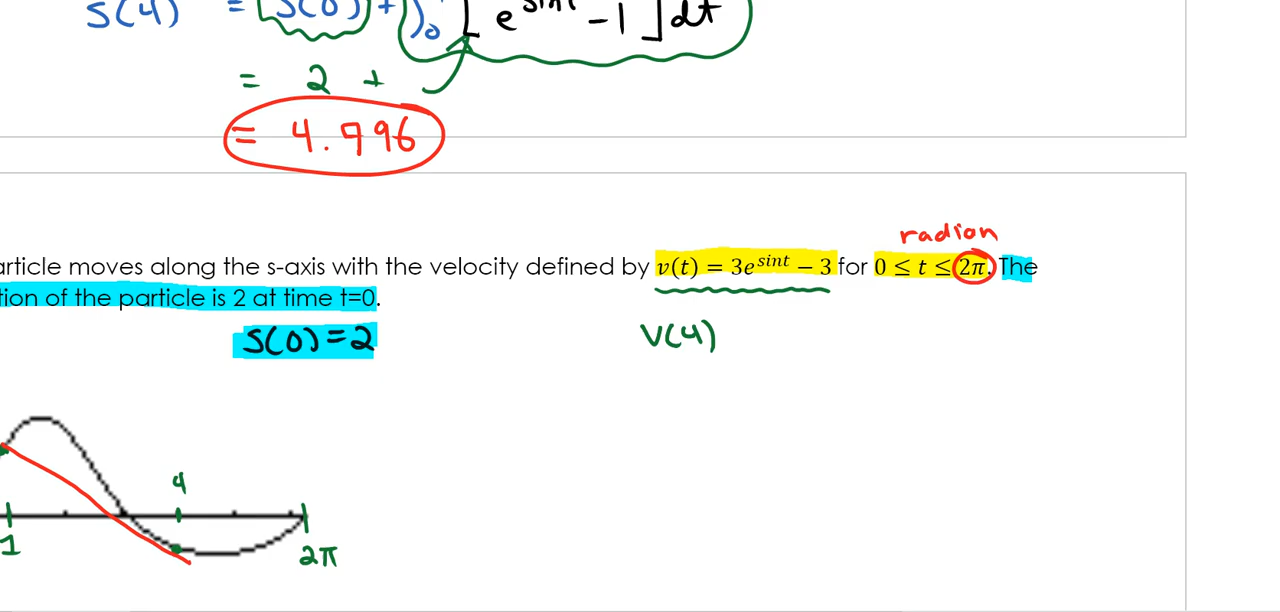 S(4) = [S(0)] + ∫₀ [e^sint - 1] dt
= 2 +
= 4.796
radion
article moves along the s-axis with the velocity defined by v(t) = 3e^sint − 3 for 0 ≤ t ≤ 2π. The
tion of the particle is 2 at time t=0.
S(0)=2 V(4)
4
1 2π